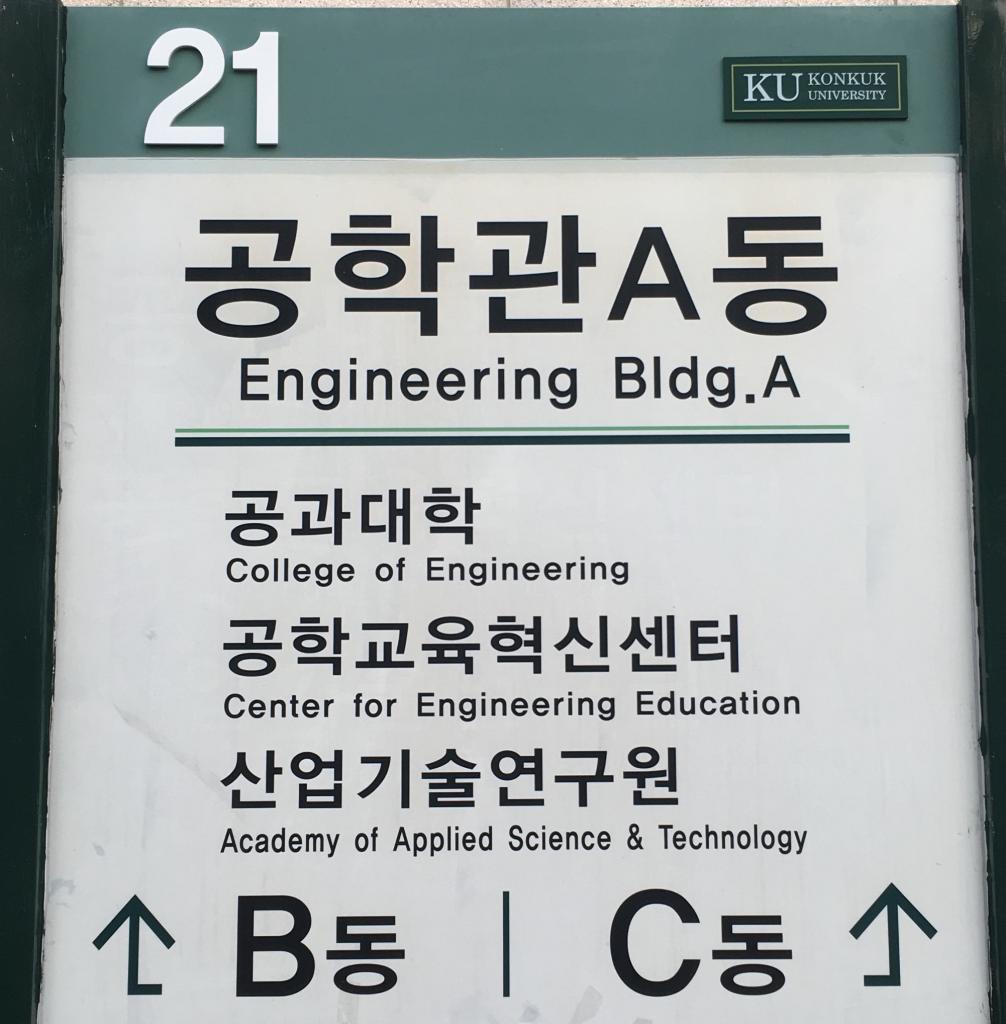 21
KU KONKUK
UNIVERSITY
공학관A동
Engineering Bldg.A
공과대학
College of Engineering
공학교육혁신센터
Center for Engineering Education
산업기술연구원
Academy of Applied Science & Technology
B동 | C동